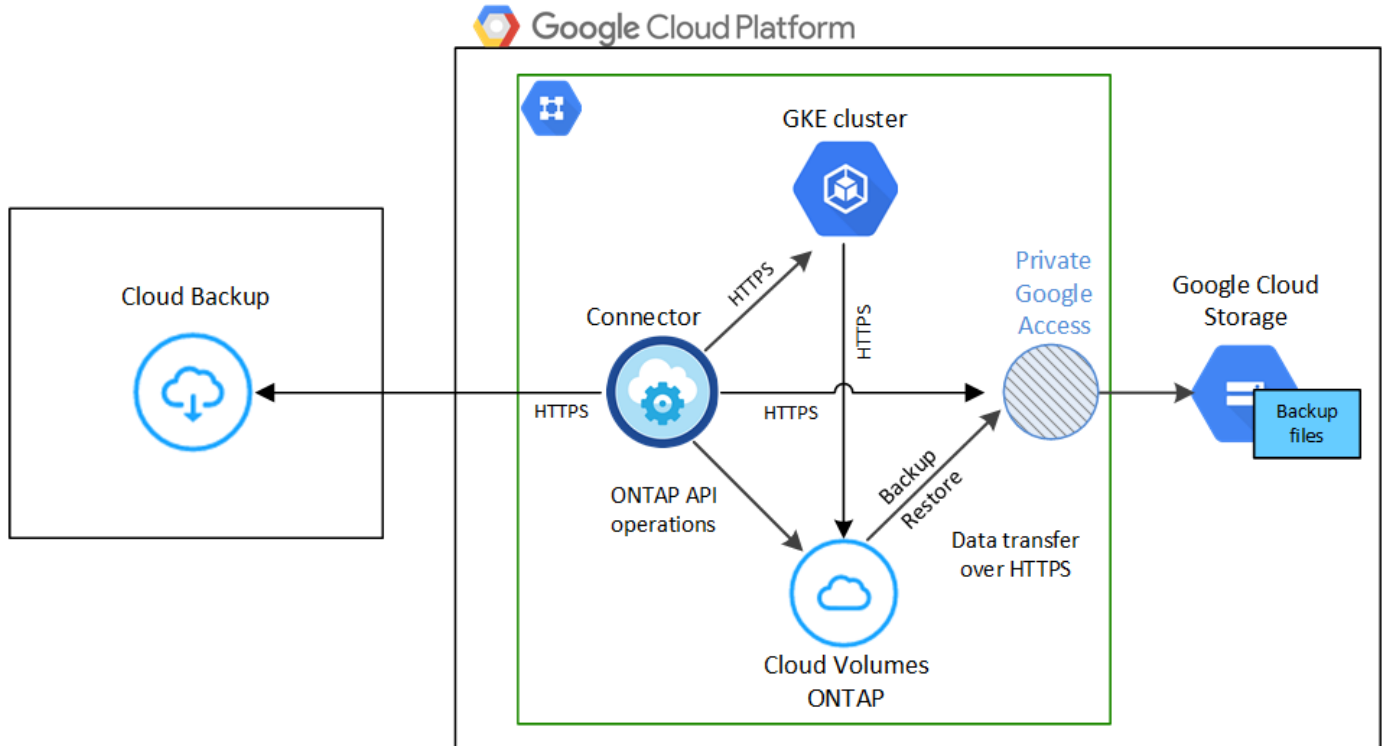 Google Cloud Platform
GKE cluster
Cloud Backup
Connector
HTTPS
HTTPS
Private
Google
Access
Google Cloud
Storage
HTTPS
HTTPS
Backup
files
ONTAP API
operations
Backup
Restore
Data transfer
over HTTPS
Cloud Volumes
ONTAP